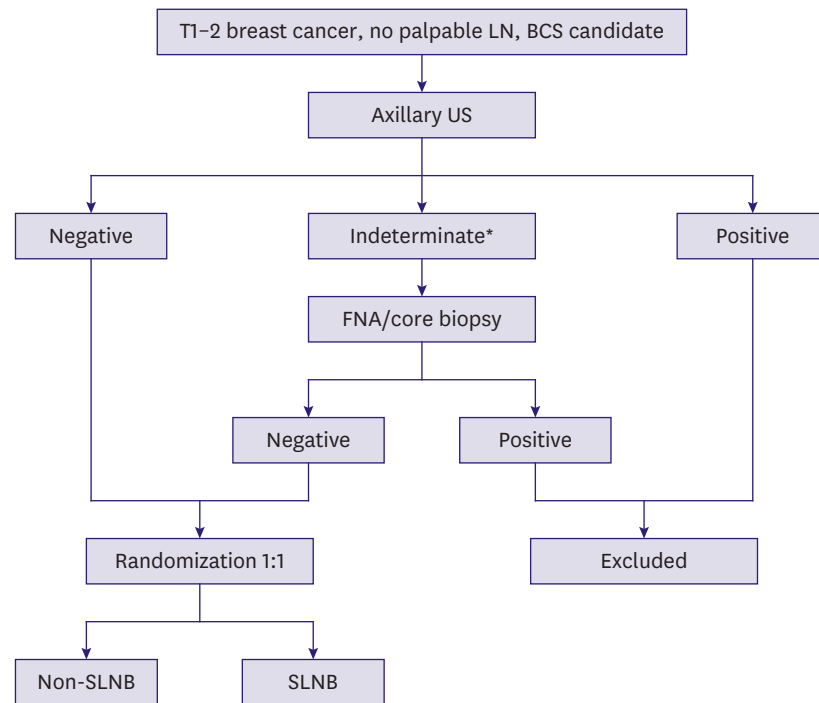 T1–2 breast cancer, no palpable LN, BCS candidate
Axillary US
Negative
Indeterminate*
Positive
FNA/core biopsy
Negative
Positive
Randomization 1:1
Excluded
Non-SLNB
SLNB